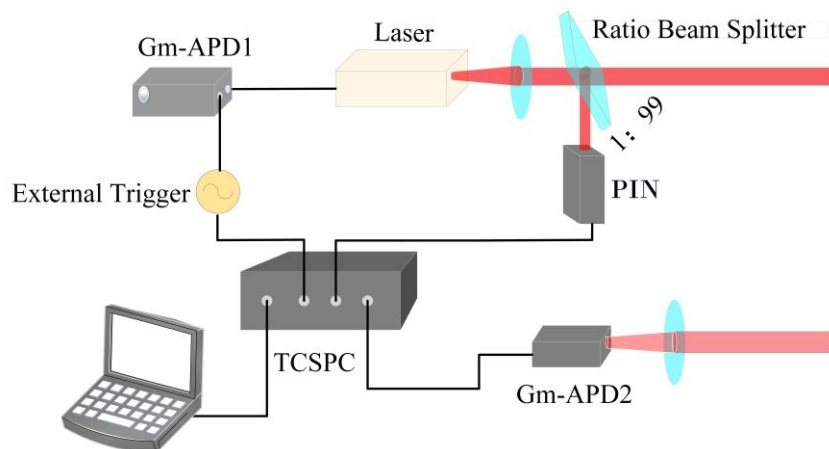 Gm-APD1
Laser
Ratio Beam Splitter
1: 99
External Trigger
PIN
TCSPC
Gm-APD2